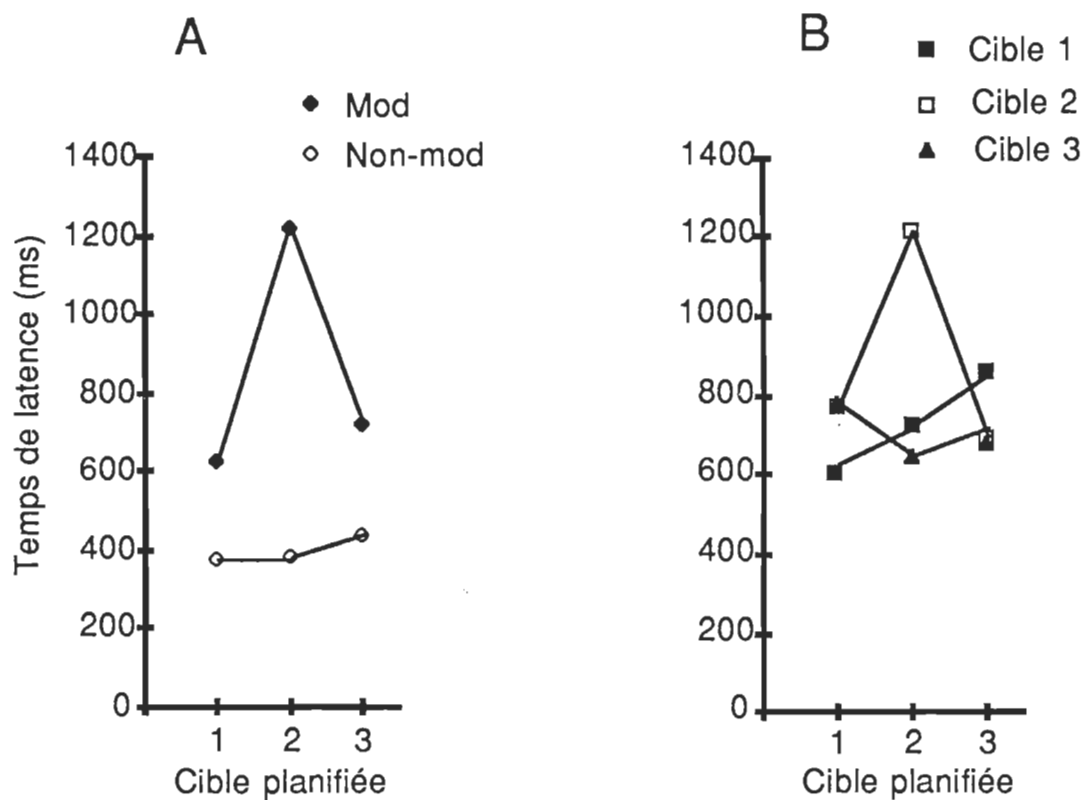 A
Mod
Non-mod
Temps de latence (ms)
1400
1200
1000
800
600
400
200
0
1 2 3
Cible planifiée
B
Cible 1
Cible 2
Cible 3
1400
1200
1000
800
600
400
200
0
1 2 3
Cible planifiée